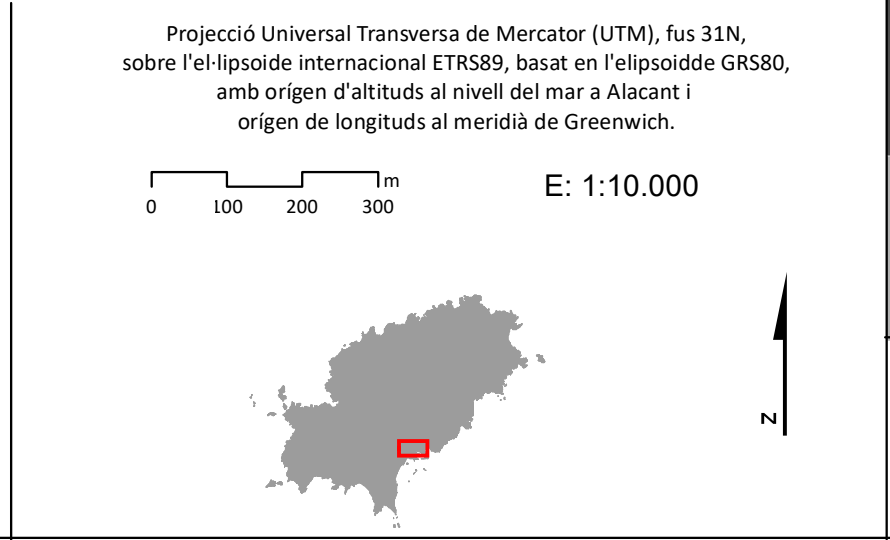 Projecció Universal Transversa de Mercator (UTM), fus 31N,
sobre l'el·lipsoide internacional ETRS89, basat en l'elipsoidde GRS80,
amb orígen d'altituds al nivell del mar a Alacant i
orígen de longituds al meridià de Greenwich.
m
0 100 200 300
E: 1:10.000
N